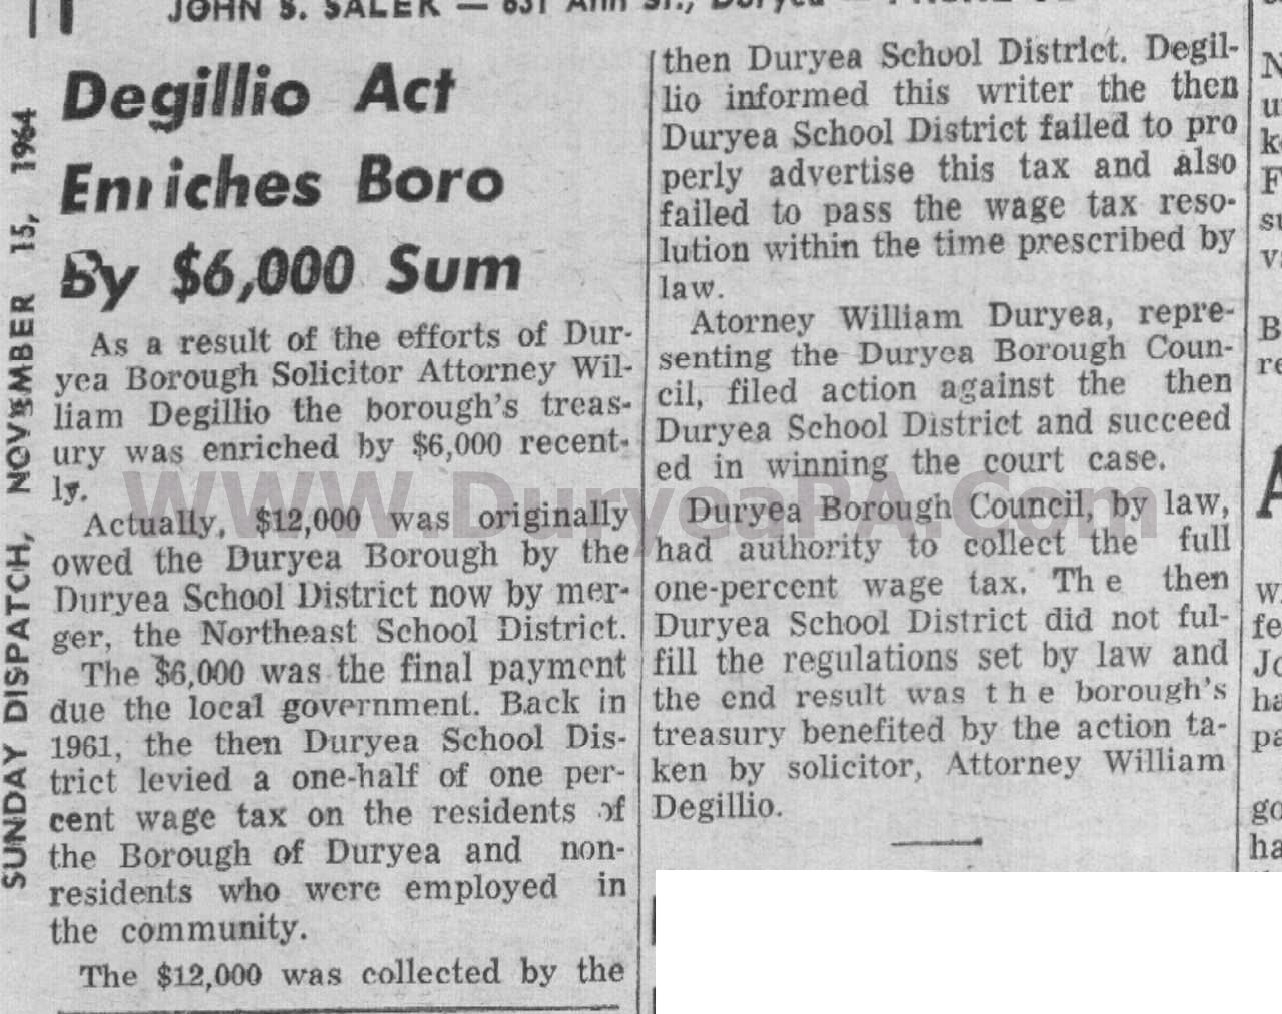 JOHN S. SALEK — 631 Ann St., Duryea
SUNDAY DISPATCH, NOVEMBER 15, 1964
Degillio Act
Enriches Boro
By $6,000 Sum
As a result of the efforts of Dur-
yea Borough Solicitor Attorney Wil-
liam Degillio the borough's treas-
ury was enriched by $6,000 recent-
ly.
Actually, $12,000 was originally
owed the Duryea Borough by the
Duryea School District now by mer-
ger, the Northeast School District.
The $6,000 was the final payment
due the local government. Back in
1961, the then Duryea School Dis-
trict levied a one-half of one per-
cent wage tax on the residents of
the Borough of Duryea and non-
residents who were employed in
the community.
The $12,000 was collected by the
then Duryea School District. Degil-
lio informed this writer the then
Duryea School District failed to pro
perly advertise this tax and also
failed to pass the wage tax reso-
lution within the time prescribed by
law.
Atorney William Duryea, repre-
senting the Duryea Borough Coun-
cil, filed action against the then
Duryea School District and succeed
ed in winning the court case.
Duryea Borough Council, by law,
had authority to collect the full
one-percent wage tax. The then
Duryea School District did not ful-
fill the regulations set by law and
the end result was the borough's
treasury benefited by the action ta-
ken by solicitor, Attorney William
Degillio.
WWW.DuryeaPA.Com